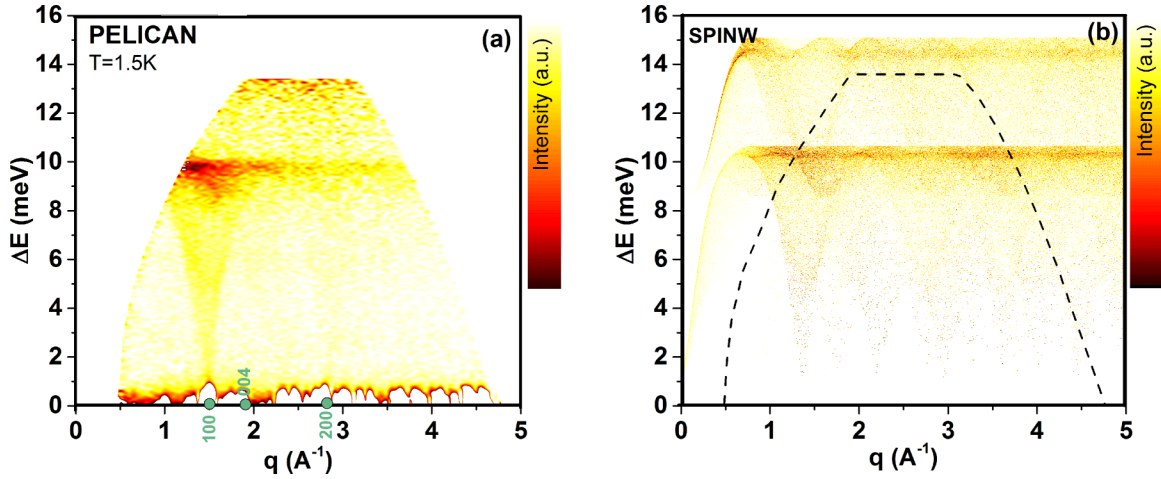 PELICAN
T=1.5K
(a)
16
14
12
10
8
6
4
2
0
ΔE (meV)
100
004
200
0 1 2 3 4 5
q (A⁻¹)
Intensity (a.u.)
SPINW
(b)
16
14
12
10
8
6
4
2
0
ΔE (meV)
0 1 2 3 4 5
q (A⁻¹)
Intensity (a.u.)